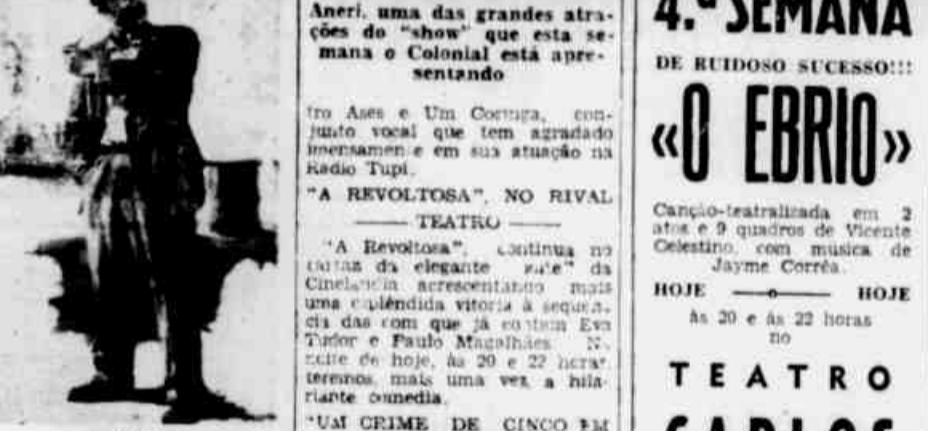 Aneri, uma das grandes atra-
ções do "show" que esta se-
mana o Colonial está apre-
sentando
tro Ases e Um Coringa, con-
junto vocal que tem agradado
imensamen e em sua atuação na
Radio Tupi.
"A REVOLTOSA", NO RIVAL
TEATRO
"A Revoltosa", continua no
cartaz da elegante da
Cinelancia acrescentando mais
uma esplêndida vitoria à sequen-
cia das com que já contam Eva
Tudor e Paulo Magalhães. Na
noite de hoje, às 20 e 22 horas
teremos, mais uma vez, a hila-
riante comedia.
"UM CRIME DE CINCO EM
4.ª SEMANA
DE RUIDOSO SUCESSO!!!
«O EBRIO»
Canção-teatralizada em 2
atos e 9 quadros de Vicente
Celestino, com musica de
Jayme Corrêa.
HOJE —o— HOJE
às 20 e às 22 horas
no
TEATRO
CARLOS